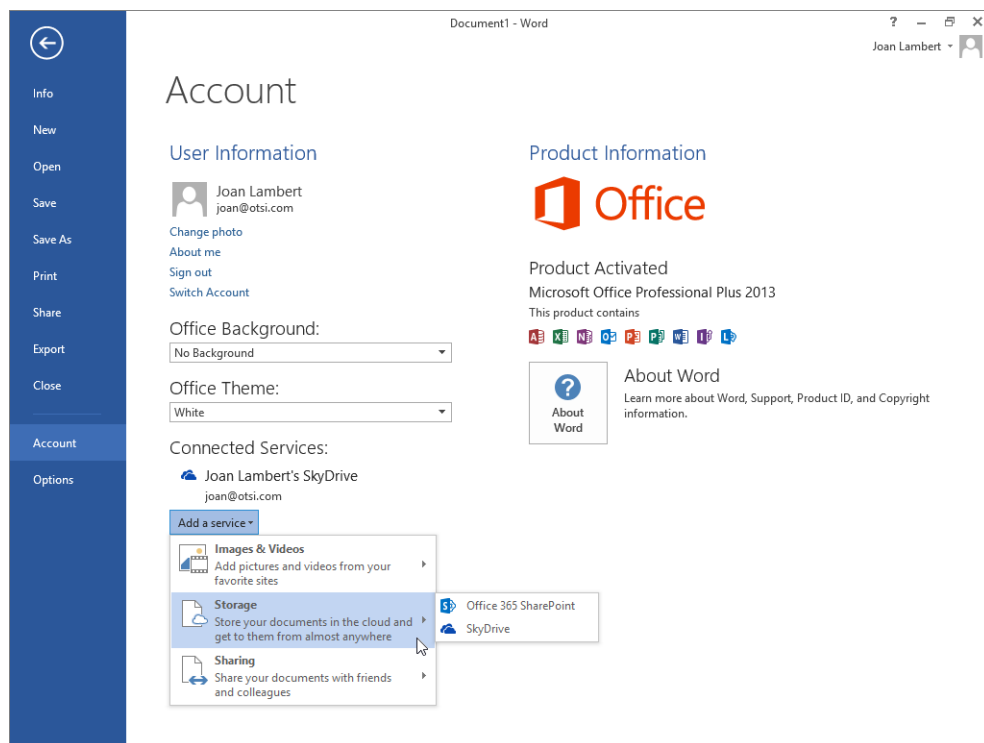 Document1 - Word
?
Joan Lambert
Info
New
Open
Save
Save As
Print
Share
Export
Close
Account
Options
Account
User Information
Joan Lambert
joan@otsi.com
Change photo
About me
Sign out
Switch Account
Office Background:
No Background
Office Theme:
White
Connected Services:
Joan Lambert's SkyDrive
joan@otsi.com
Add a service
Images & Videos
Add pictures and videos from your
favorite sites
Storage
Store your documents in the cloud and
get to them from almost anywhere
Sharing
Share your documents with friends
and colleagues
Office 365 SharePoint
SkyDrive
Product Information
Office
Product Activated
Microsoft Office Professional Plus 2013
This product contains
About
Word
About Word
Learn more about Word, Support, Product ID, and Copyright
information.